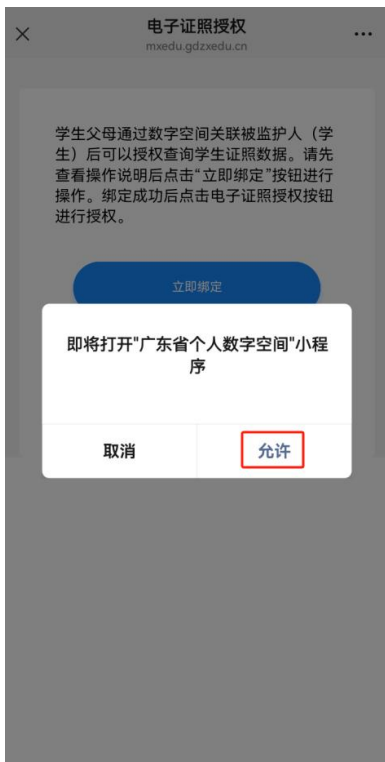 电子证照授权
mxedu.gdzxedu.cn
学生父母通过数字空间关联被监护人（学
生）后可以授权查询学生证照数据。请先
查看操作说明后点击“立即绑定”按钮进行
操作。绑定成功后点击电子证照授权按钮
进行授权。
立即绑定
即将打开"广东省个人数字空间"小程
序
取消 允许